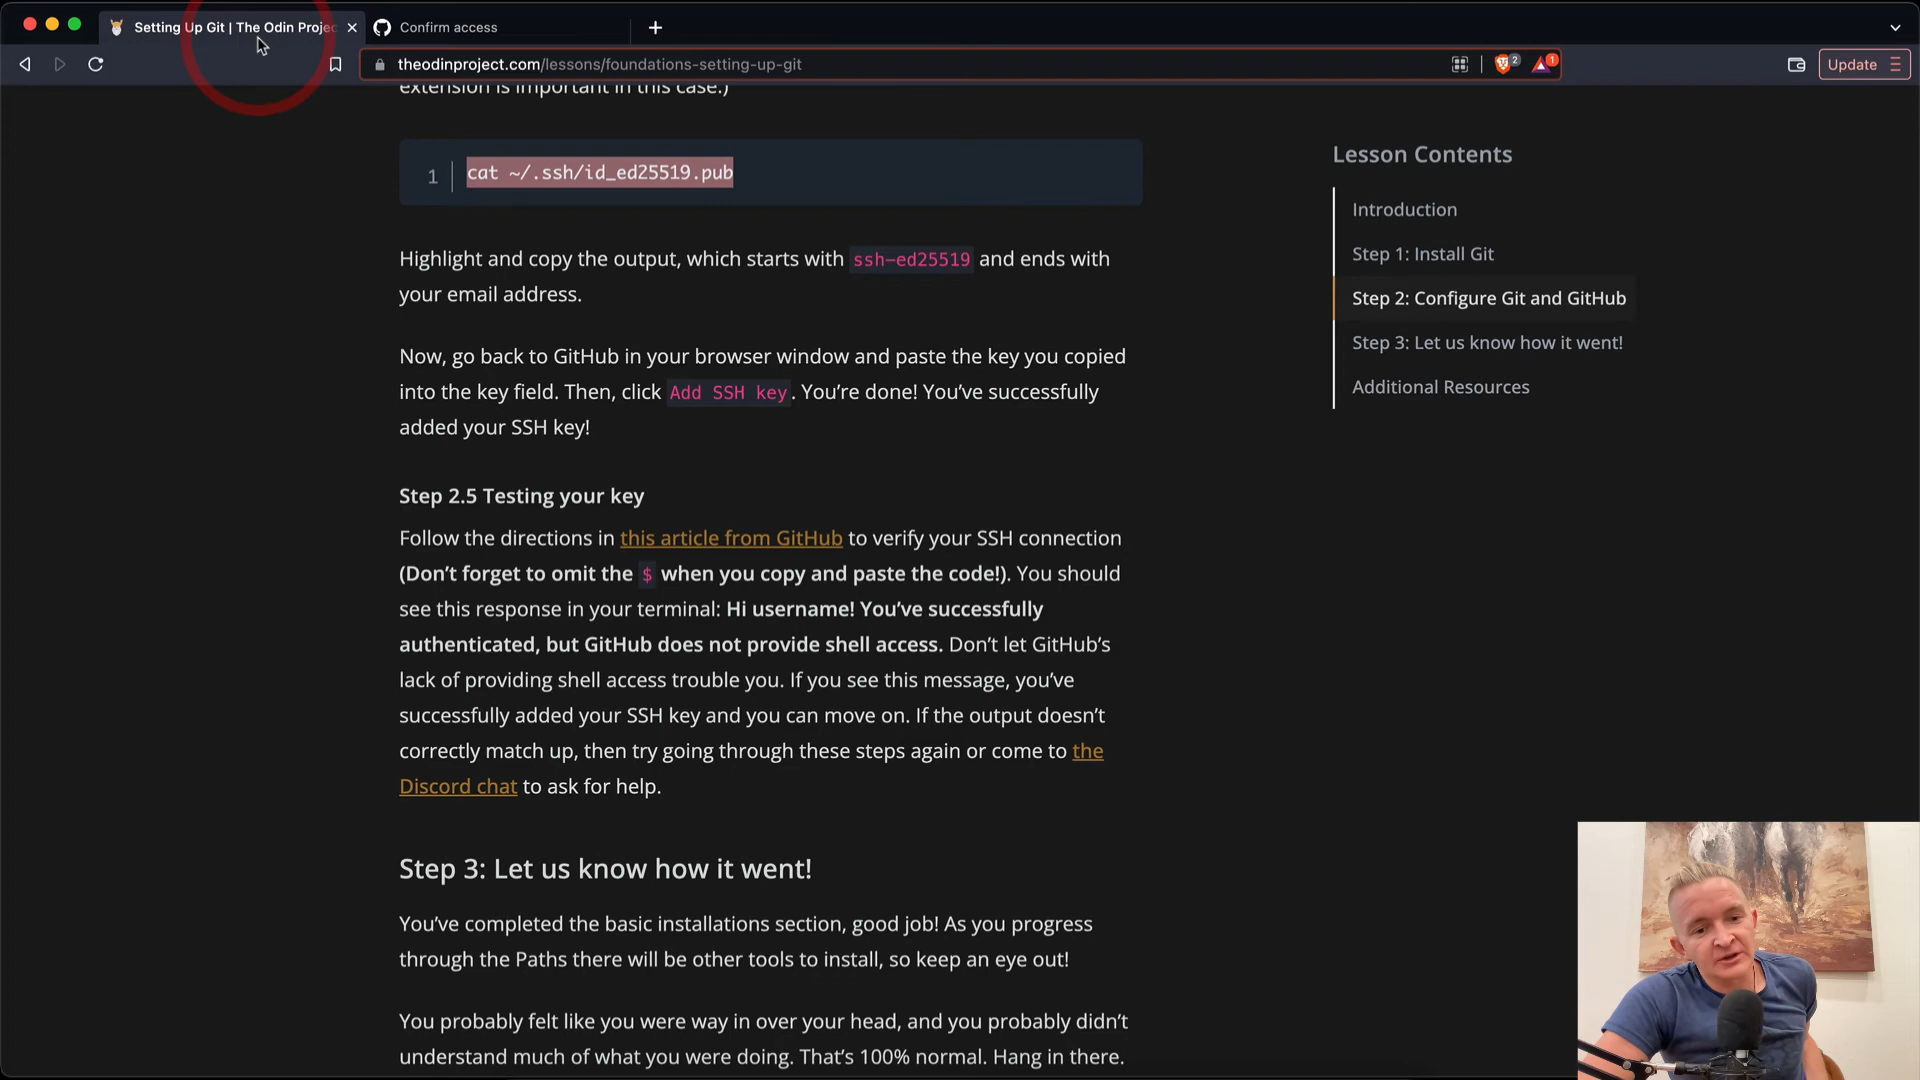 Setting Up Git | The Odin Projec
Confirm access
theodinproject.com/lessons/foundations-setting-up-git
2
1
Update
extension is important in this case.)
1
cat ~/.ssh/id_ed25519.pub
Highlight and copy the output, which starts with ssh-ed25519 and ends with
your email address.
Now, go back to GitHub in your browser window and paste the key you copied
into the key field. Then, click Add SSH key. You're done! You've successfully
added your SSH key!
Step 2.5 Testing your key
Follow the directions in this article from GitHub to verify your SSH connection
(Don't forget to omit the $ when you copy and paste the code!). You should
see this response in your terminal: Hi username! You've successfully
authenticated, but GitHub does not provide shell access. Don't let GitHub's
lack of providing shell access trouble you. If you see this message, you've
successfully added your SSH key and you can move on. If the output doesn't
correctly match up, then try going through these steps again or come to the
Discord chat to ask for help.
Step 3: Let us know how it went!
You've completed the basic installations section, good job! As you progress
through the Paths there will be other tools to install, so keep an eye out!
You probably felt like you were way in over your head, and you probably didn't
understand much of what you were doing. That's 100% normal. Hang in there.
Lesson Contents
Introduction
Step 1: Install Git
Step 2: Configure Git and GitHub
Step 3: Let us know how it went!
Additional Resources